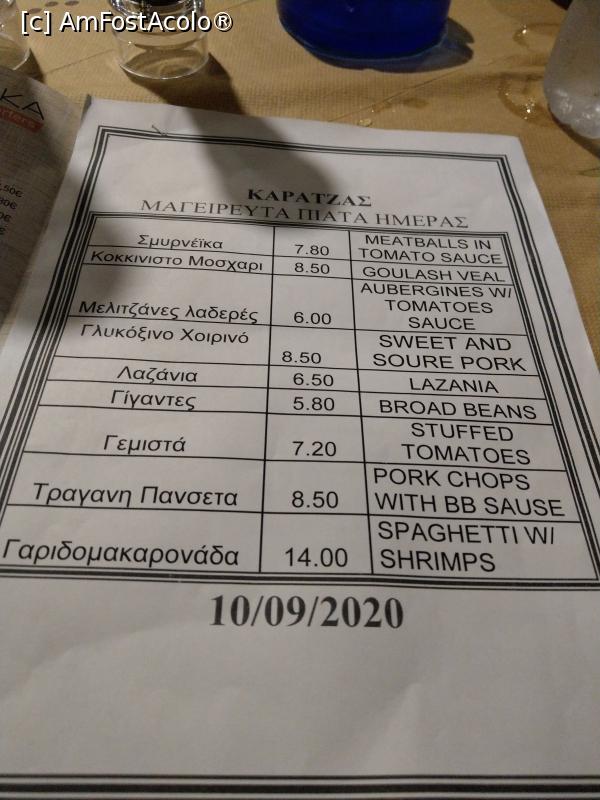 [c] AmFostAcolo®
ΚΑΡΑΤΖΑΣ
ΜΑΓΕΙΡΕΥΤΑ ΠΙΑΤΑ ΗΜΕΡΑΣ
Σμυρνέϊκα 7.80 MEATBALLS IN
TOMATO SAUCE
Κοκκινιστο Μοσχαρι 8.50 GOULASH VEAL
Μελιτζάνες λαδερές 6.00 AUBERGINES W/
TOMATOES
SAUCE
Γλυκόξινο Χοιρινό 8.50 SWEET AND
SOURE PORK
Λαζάνια 6.50 LAZANIA
Γίγαντες 5.80 BROAD BEANS
Γεμιστά 7.20 STUFFED
TOMATOES
Τραγανη Πανσετα 8.50 PORK CHOPS
WITH BB SAUSE
Γαριδομακαρονάδα 14.00 SPAGHETTI W/
SHRIMPS
10/09/2020